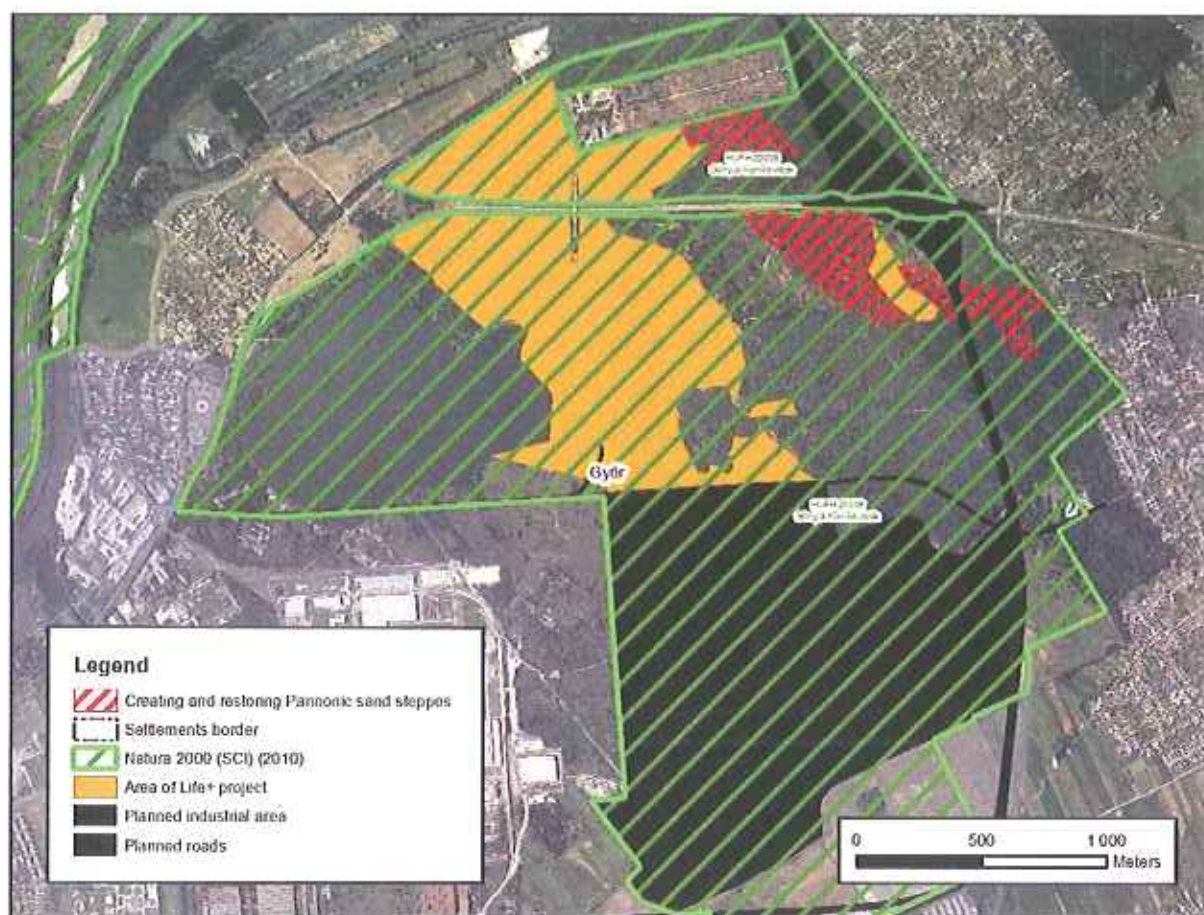 Győr
Legend
Creating and restoring Pannonic sand steppes
Settlements border
Natura 2000 (SCI) (2010)
Area of Life+ project
Planned industrial area
Planned roads
0 500 1 000
Meters